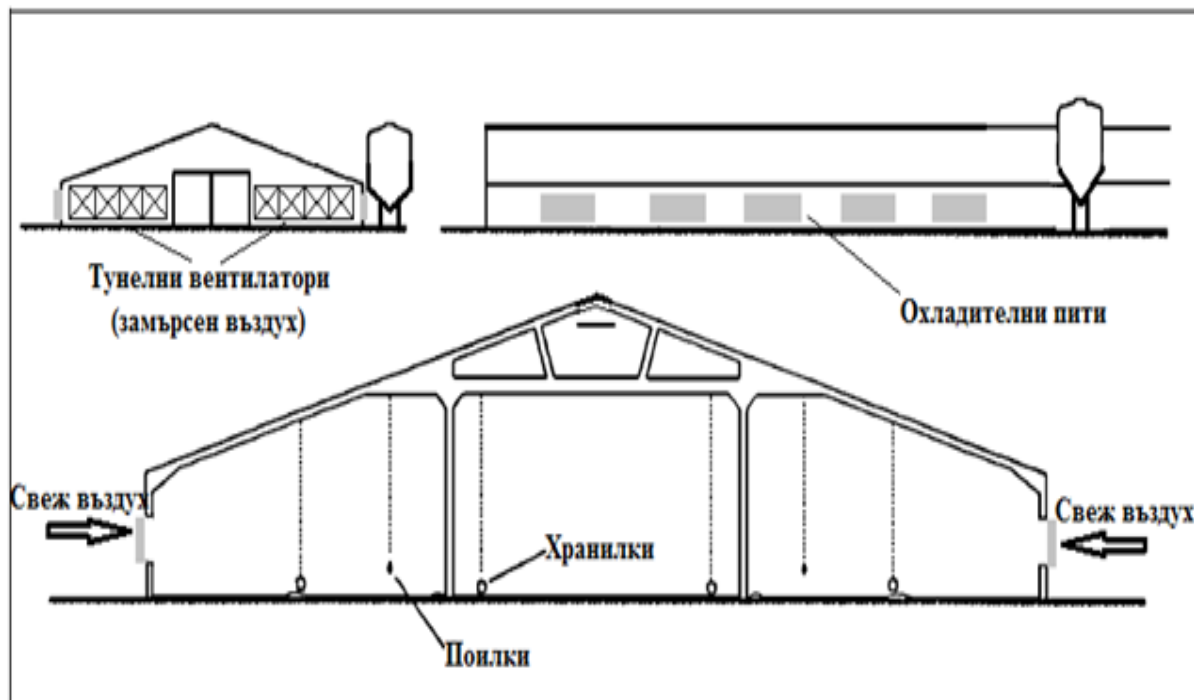 Тунелни вентилатори
(замърсен въздух)
Охладителни пити
Свеж въздух
Свеж въздух
Хранилки
Поилки